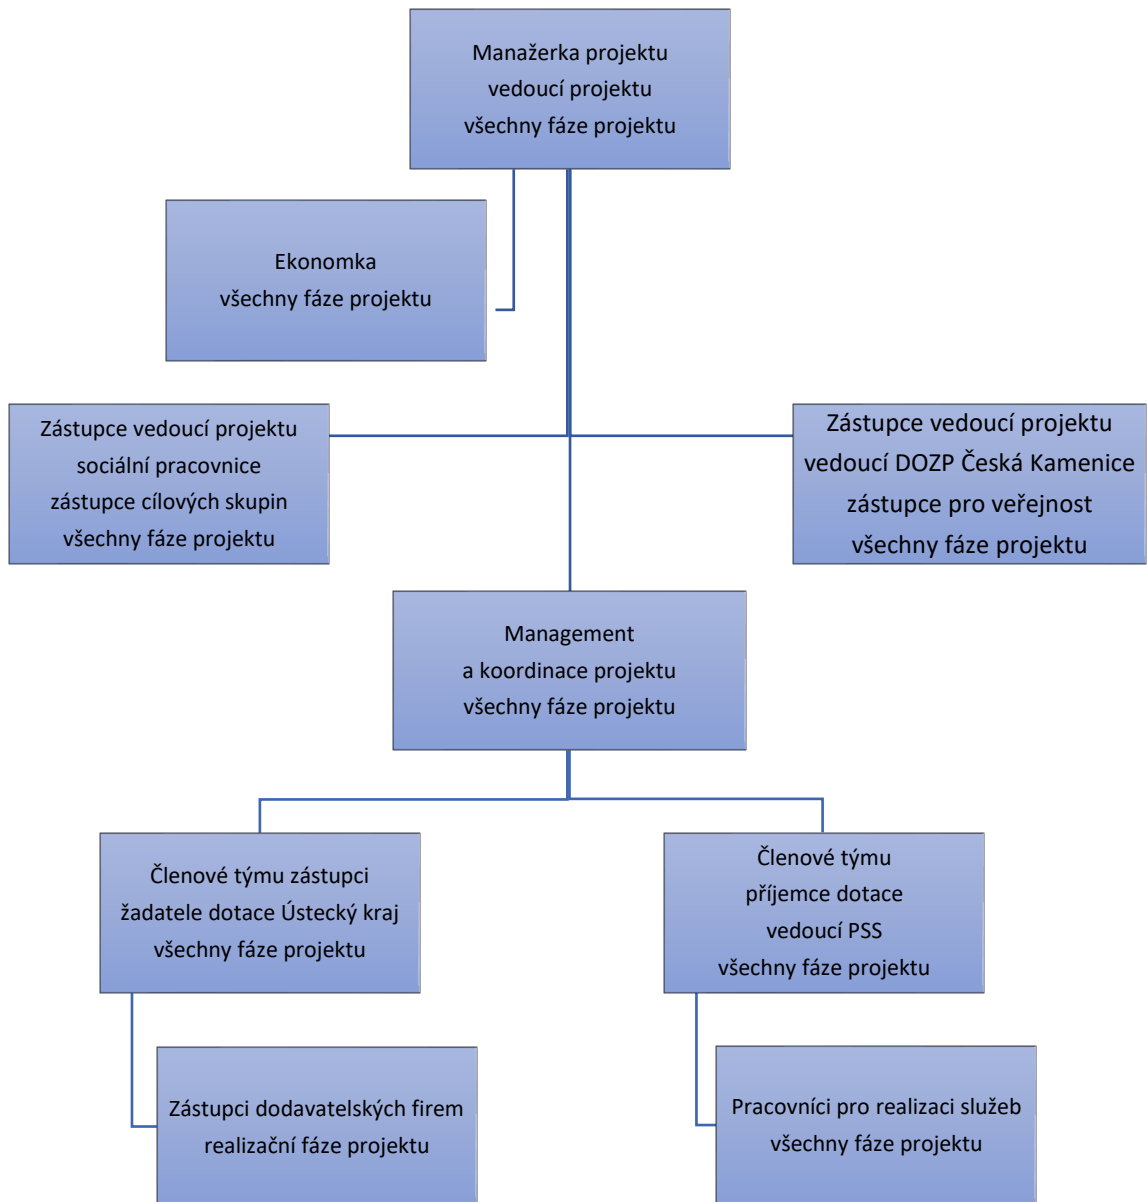 Manažerka projektu
vedoucí projektu
všechny fáze projektu
Ekonomka
všechny fáze projektu
Zástupce vedoucí projektu
sociální pracovnice
zástupce cílových skupin
všechny fáze projektu
Zástupce vedoucí projektu
vedoucí DOZP Česká Kamenice
zástupce pro veřejnost
všechny fáze projektu
Management
a koordinace projektu
všechny fáze projektu
Členové týmu zástupci
žadatele dotace Ústecký kraj
všechny fáze projektu
Členové týmu
příjemce dotace
vedoucí PSS
všechny fáze projektu
Zástupci dodavatelských firem
realizační fáze projektu
Pracovníci pro realizaci služeb
všechny fáze projektu